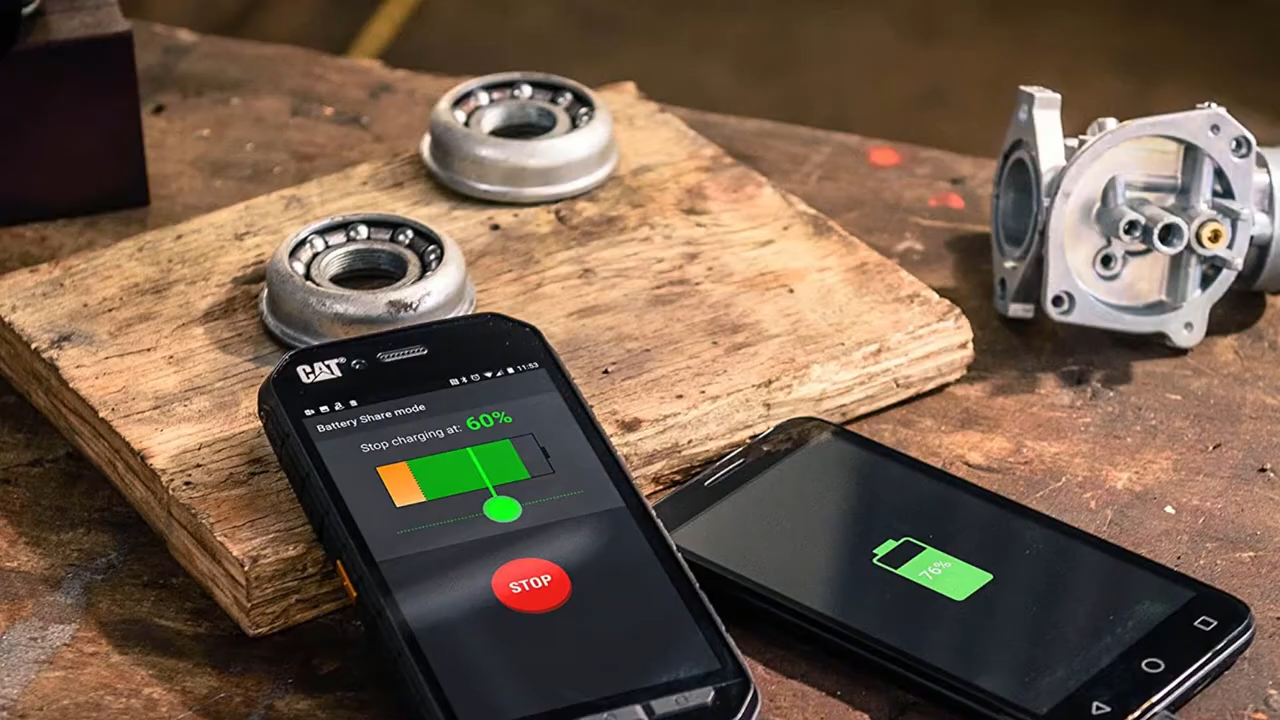 CAT®
11:53
Battery Share mode
Stop charging at: 60%
STOP
76%